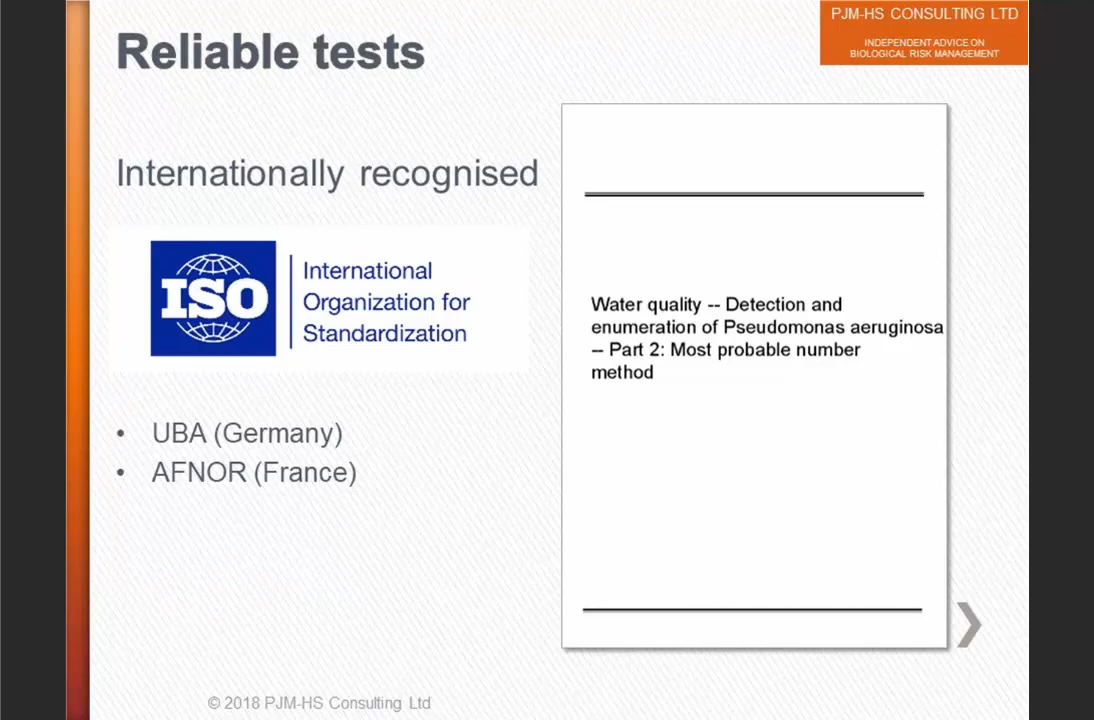 Reliable tests
PJM-HS CONSULTING LTD
INDEPENDENT ADVICE ON
BIOLOGICAL RISK MANAGEMENT
Internationally recognised
ISO
International
Organization for
Standardization
• UBA (Germany)
• AFNOR (France)
Water quality -- Detection and
enumeration of Pseudomonas aeruginosa
-- Part 2: Most probable number
method
© 2018 PJM-HS Consulting Ltd